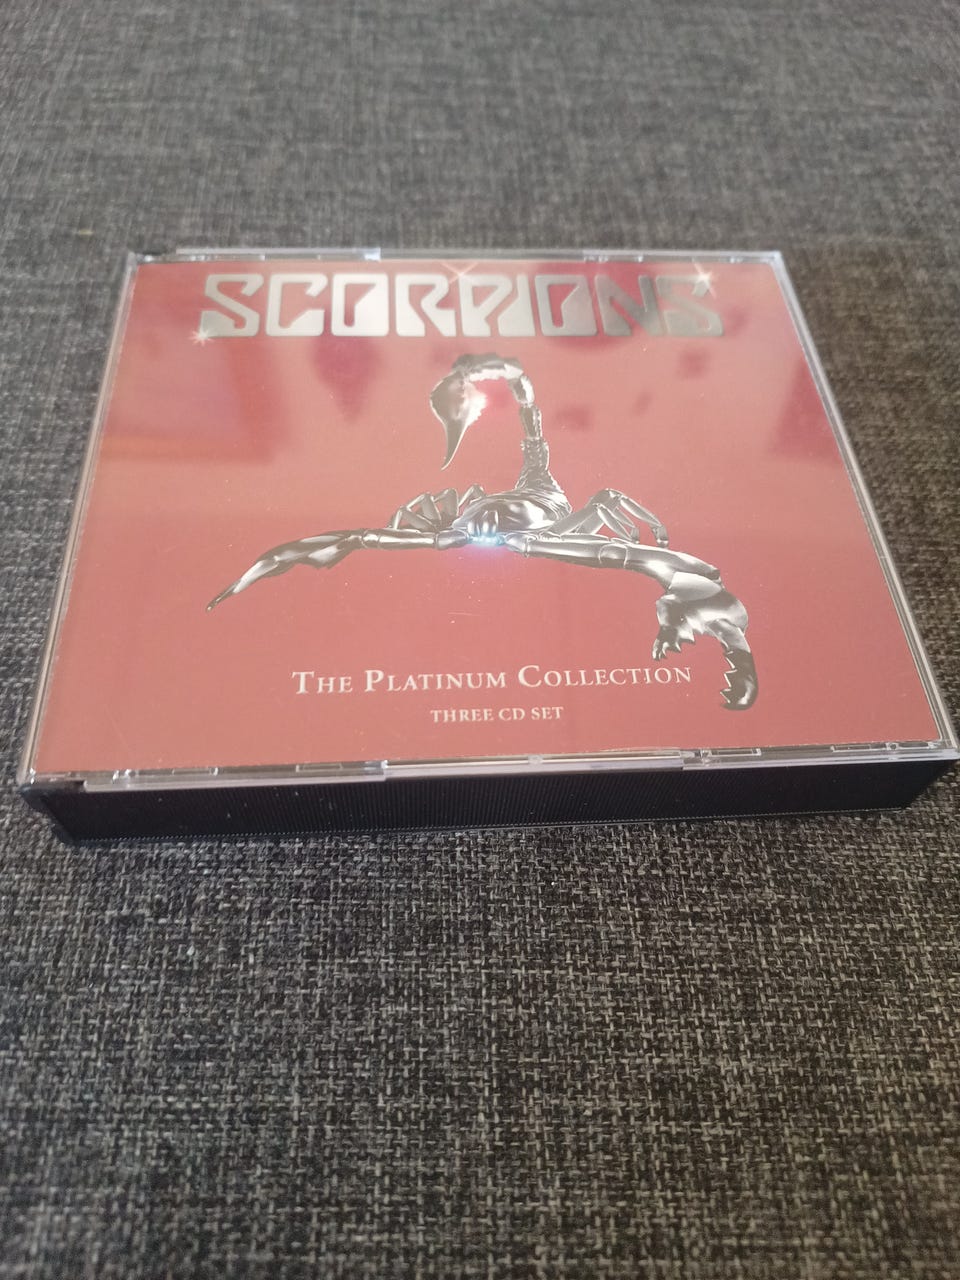 SCORPIONS
THE PLATINUM COLLECTION
THREE CD SET